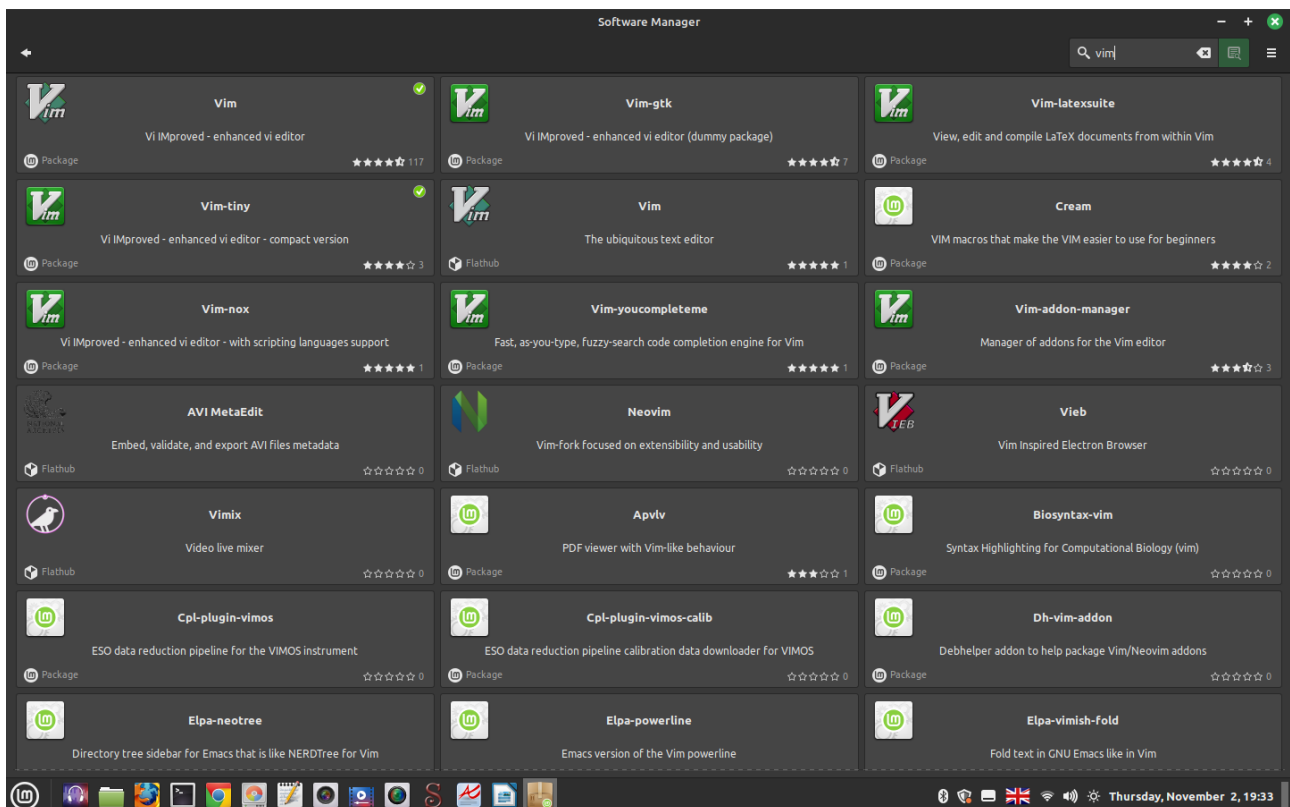 Software Manager
vim
Vim
Vi IMproved - enhanced vi editor
Package
117
Vim-gtk
Vi IMproved - enhanced vi editor (dummy package)
Package
7
Vim-latexsuite
View, edit and compile LaTeX documents from within Vim
Package
4
Vim-tiny
Vi IMproved - enhanced vi editor - compact version
Package
3
Vim
The ubiquitous text editor
Flathub
1
Cream
VIM macros that make the VIM easier to use for beginners
Package
2
Vim-nox
Vi IMproved - enhanced vi editor - with scripting languages support
Package
1
Vim-youcompleteme
Fast, as-you-type, fuzzy-search code completion engine for Vim
Package
1
Vim-addon-manager
Manager of addons for the Vim editor
Package
3
AVI MetaEdit
Embed, validate, and export AVI files metadata
Flathub
0
Neovim
Vim-fork focused on extensibility and usability
Flathub
0
VIEB
Vieb
Vim Inspired Electron Browser
Flathub
0
Vimix
Video live mixer
Flathub
0
Apvlv
PDF viewer with Vim-like behaviour
Package
1
Biosyntax-vim
Syntax Highlighting for Computational Biology (vim)
Package
0
Cpl-plugin-vimos
ESO data reduction pipeline for the VIMOS instrument
Package
0
Cpl-plugin-vimos-calib
ESO data reduction pipeline calibration data downloader for VIMOS
Package
0
Dh-vim-addon
Debhelper addon to help package Vim/Neovim addons
Package
0
Elpa-neotree
Directory tree sidebar for Emacs that is like NERDTree for Vim
Elpa-powerline
Emacs version of the Vim powerline
Elpa-vimish-fold
Fold text in GNU Emacs like in Vim
Thursday, November 2, 19:33